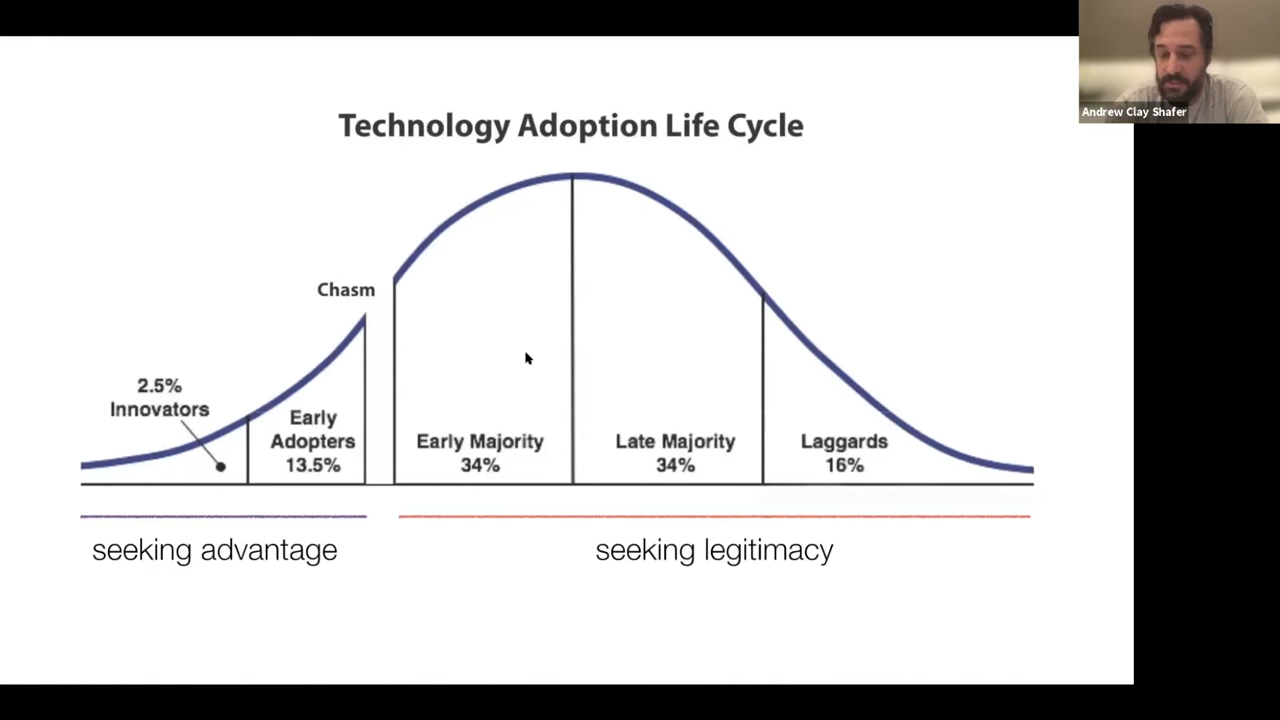 Andrew Clay Shafer
Technology Adoption Life Cycle
Chasm
2.5%
Innovators
Early
Adopters
13.5%
Early Majority
34%
Late Majority
34%
Laggards
16%
seeking advantage
seeking legitimacy